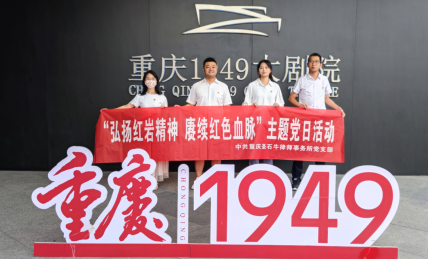 重庆1949大剧院
CHONG QING 1949 GRAND THEATRE
“弘扬红岩精神 赓续红色血脉”主题党日活动
中共重庆石牛律师事务所党支部
重慶
CHONGQING
1949